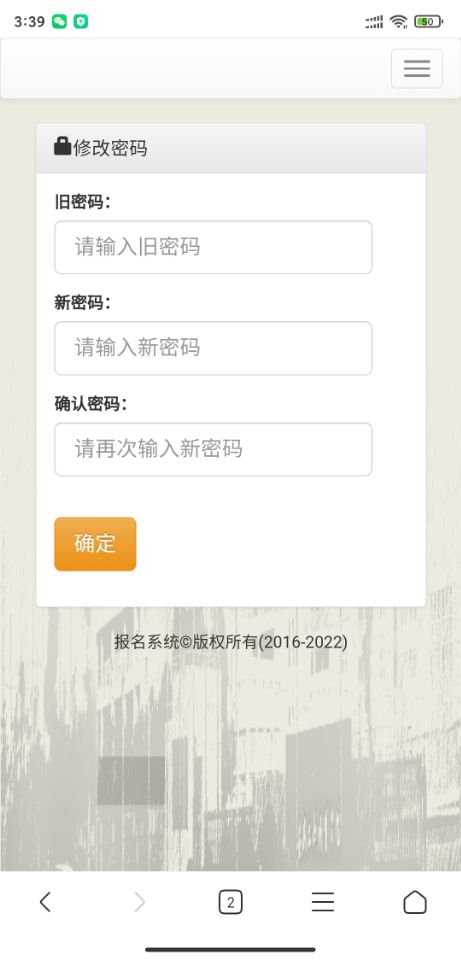 3:39
50
修改密码
旧密码：
请输入旧密码
新密码：
请输入新密码
确认密码：
请再次输入新密码
确定
报名系统©版权所有(2016-2022)
2